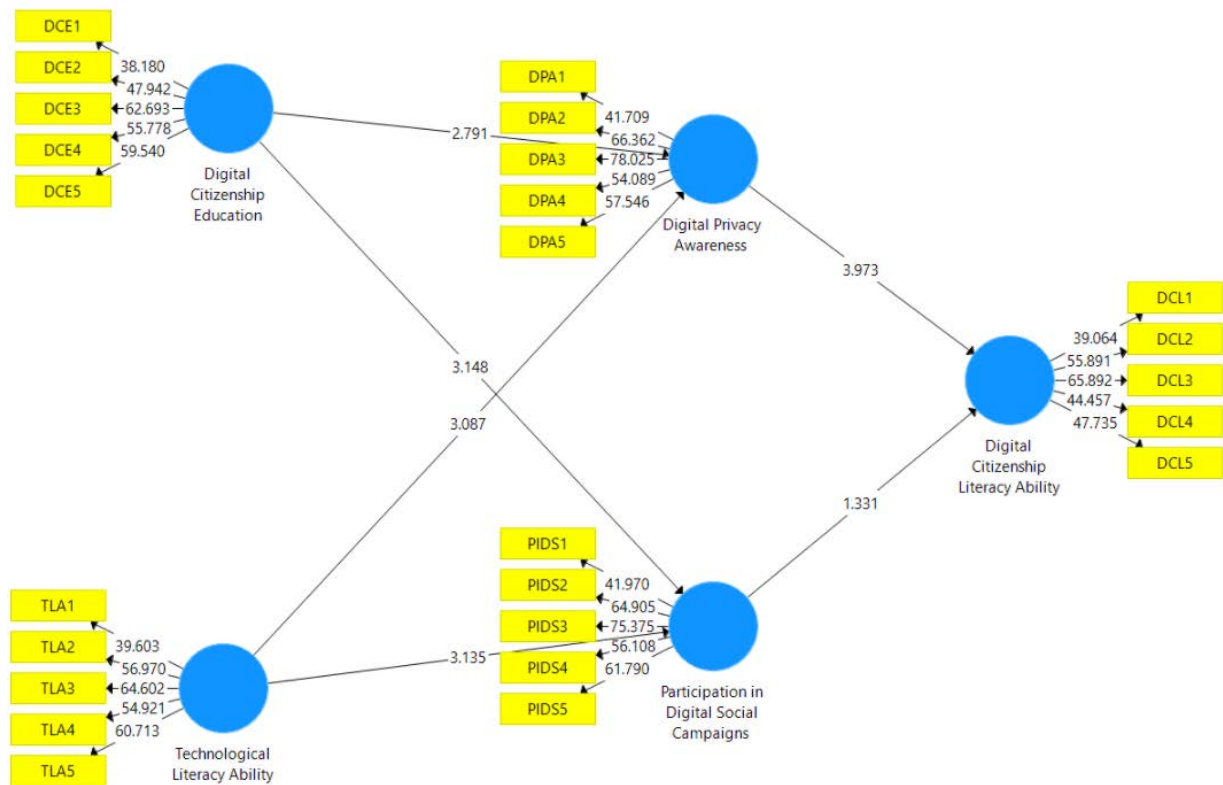 DCE1
DCE2
DCE3
DCE4
DCE5
38.180
47.942
62.693
55.778
59.540
Digital
Citizenship
Education
2.791
3.148
DPA1
DPA2
DPA3
DPA4
DPA5
41.709
66.362
78.025
54.089
57.546
Digital Privacy
Awareness
3.973
DCL1
DCL2
DCL3
DCL4
DCL5
39.064
55.891
65.892
44.457
47.735
Digital
Citizenship
Literacy Ability
3.087
1.331
TLA1
TLA2
TLA3
TLA4
TLA5
39.603
56.970
64.602
54.921
60.713
Technological
Literacy Ability
3.135
PIDS1
PIDS2
PIDS3
PIDS4
PIDS5
41.970
64.905
75.375
56.108
61.790
Participation in
Digital Social
Campaigns